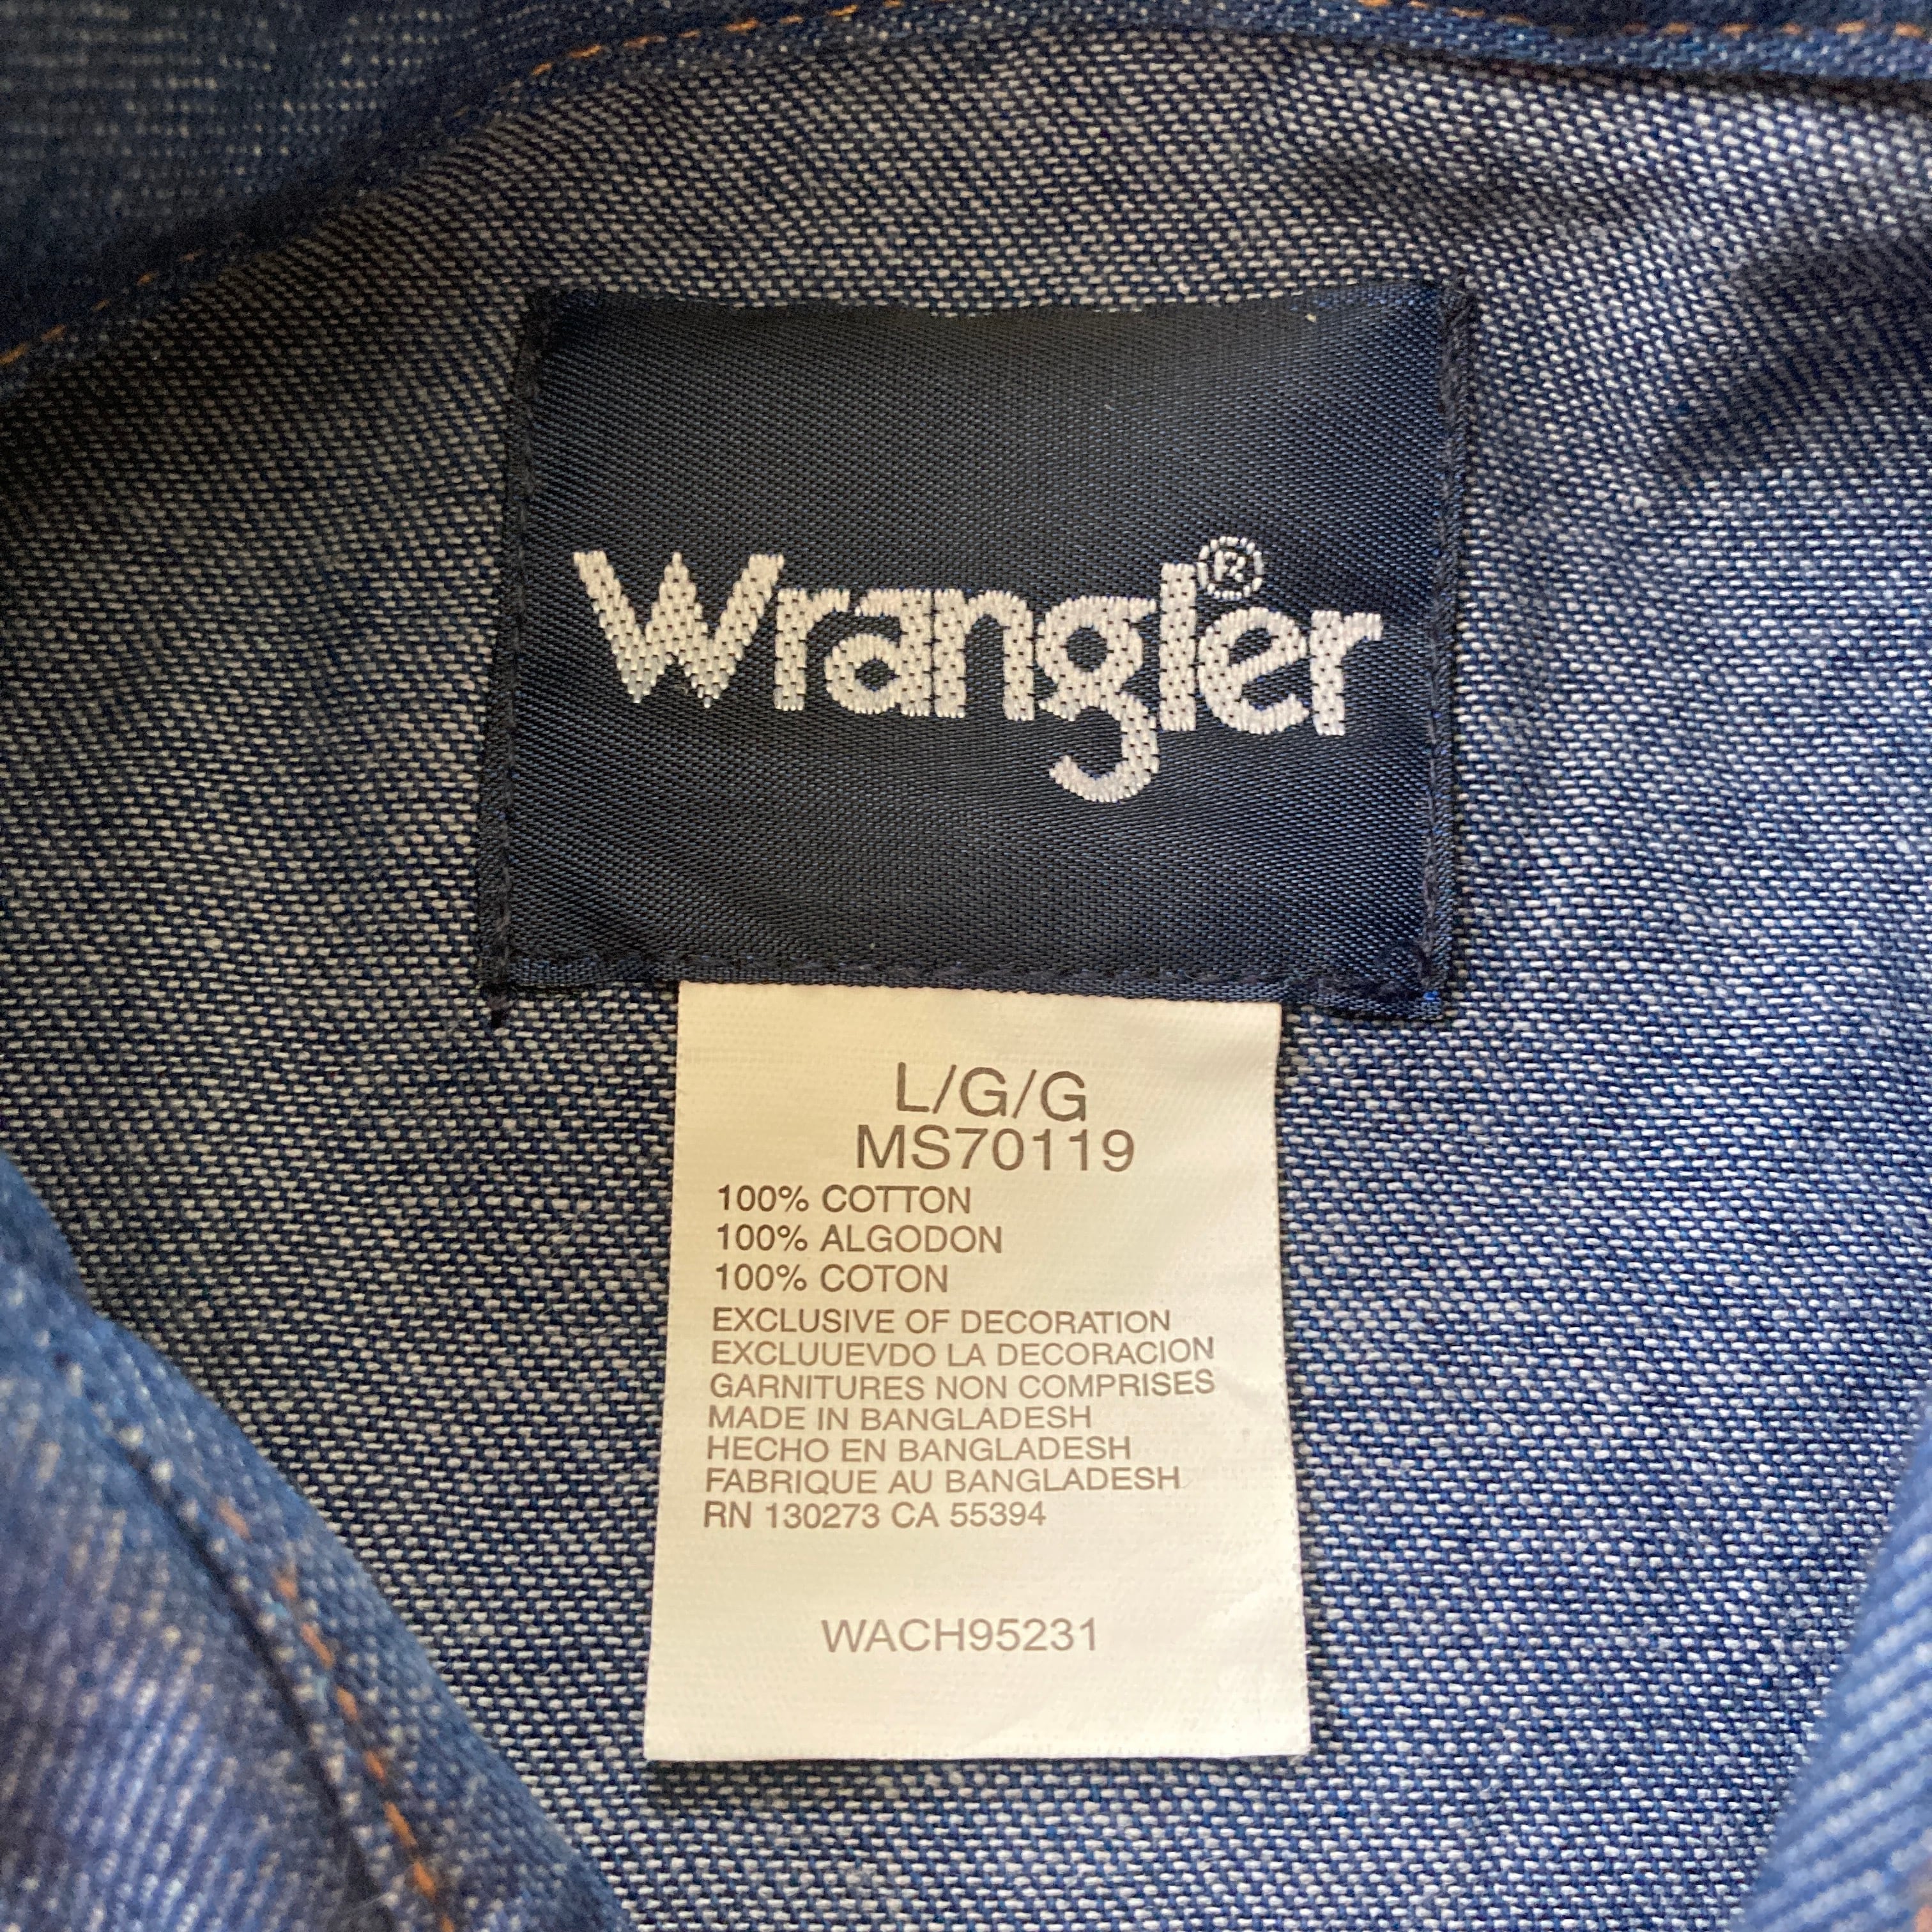 Wrangler®
L/G/G
MS70119
100% COTTON
100% ALGODON
100% COTON
EXCLUSIVE OF DECORATION
EXCLUUEVDO LA DECORACION
GARNITURES NON COMPRISES
MADE IN BANGLADESH
HECHO EN BANGLADESH
FABRIQUE AU BANGLADESH
RN 130273 CA 55394
WACH95231